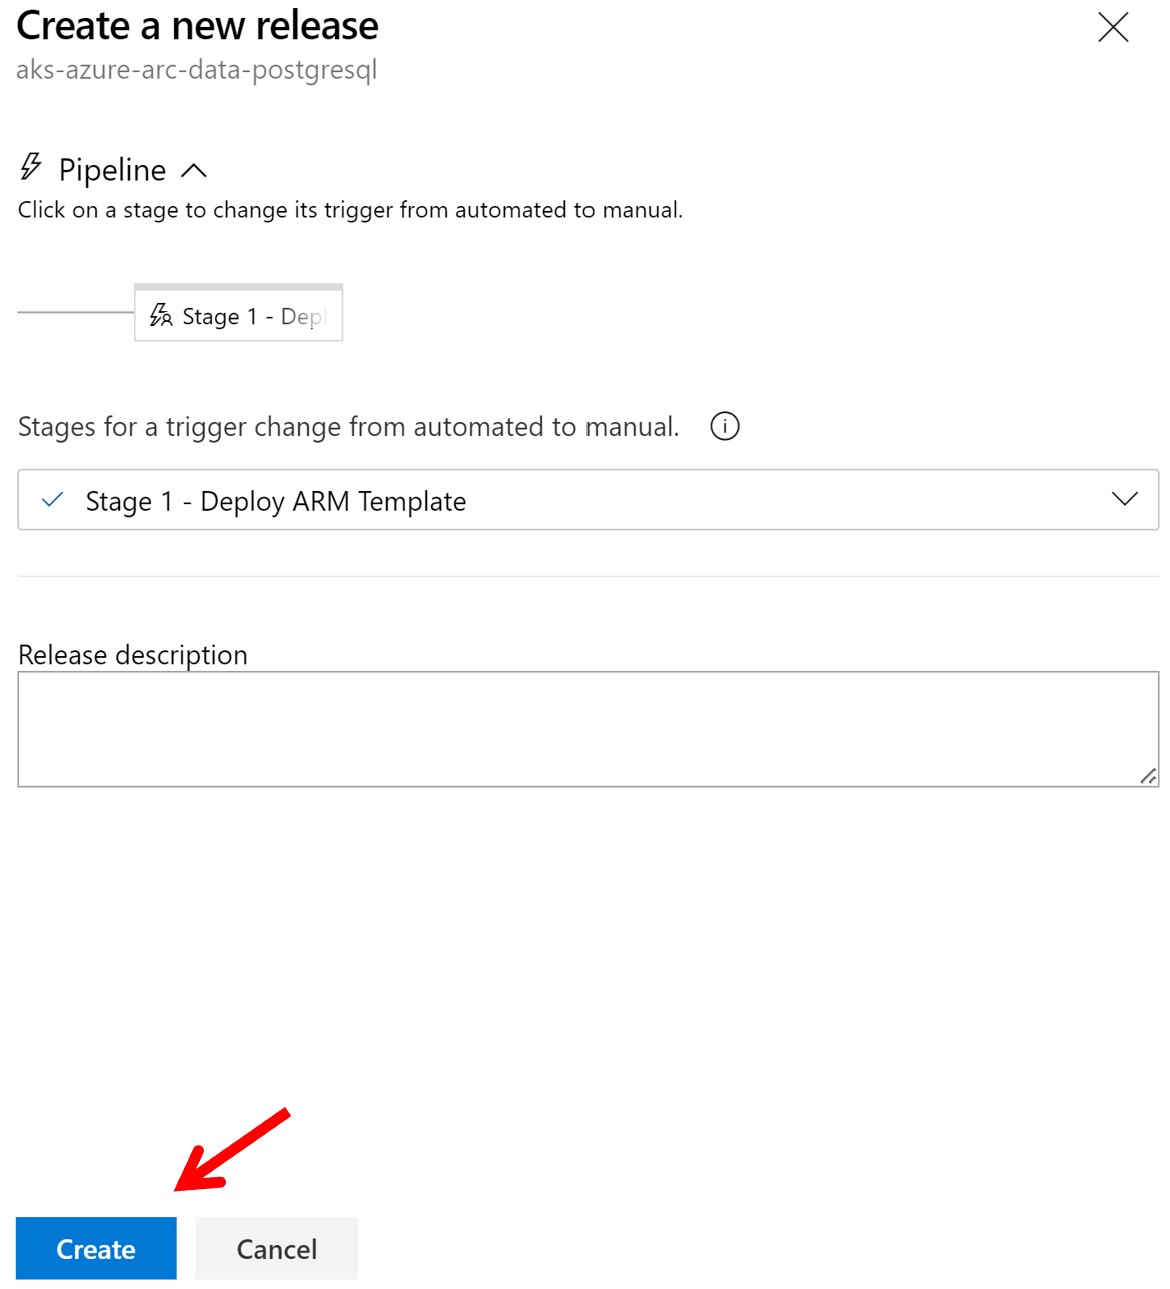 Create a new release
aks-azure-arc-data-postgresql
Pipeline
Click on a stage to change its trigger from automated to manual.
Stage 1 - Depl
Stages for a trigger change from automated to manual.
Stage 1 - Deploy ARM Template
Release description
Create Cancel